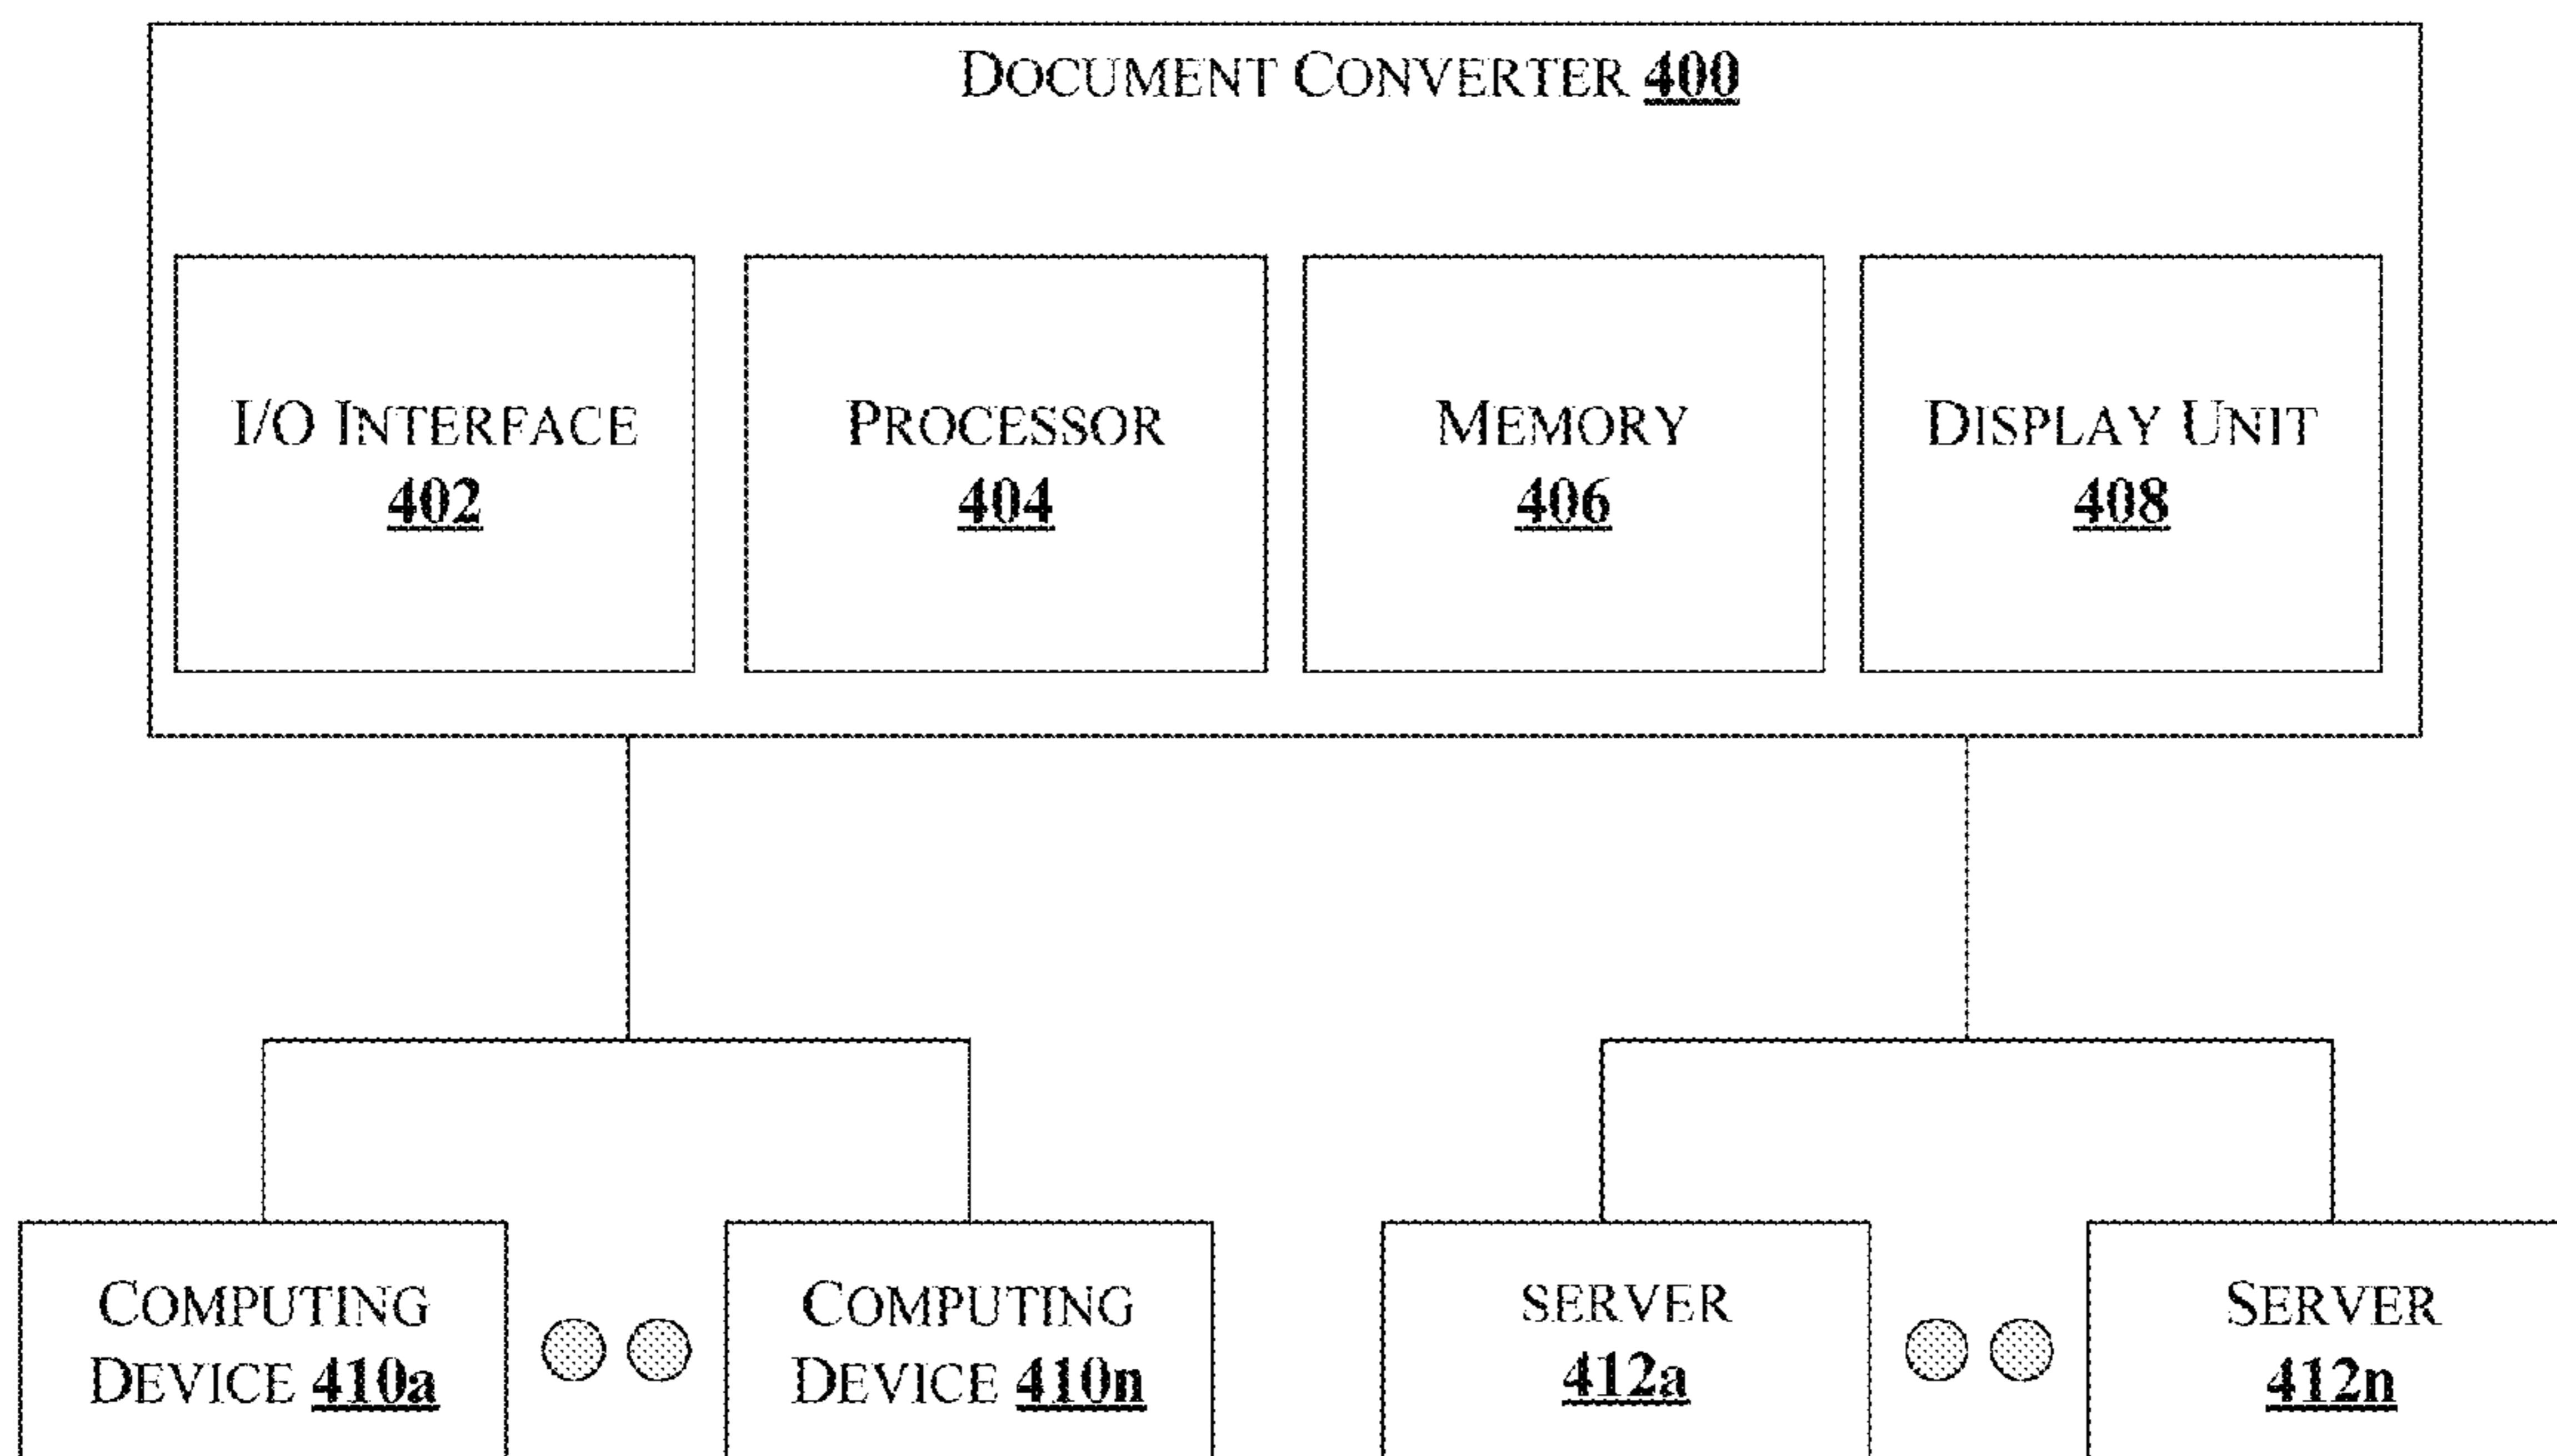 DOCUMENT CONVERTER 400
I/O INTERFACE
402
PROCESSOR
404
MEMORY
406
DISPLAY UNIT
408
COMPUTING
DEVICE 410a
COMPUTING
DEVICE 410n
SERVER
412a
SERVER
412n